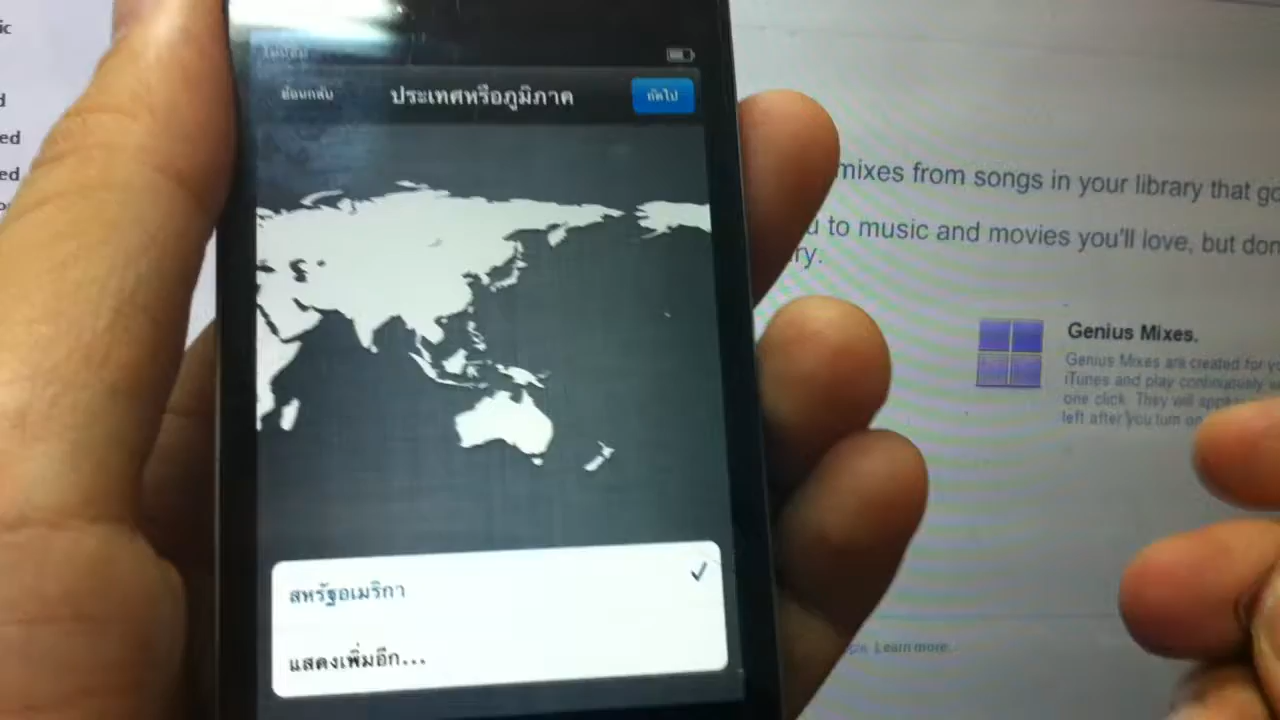 ic
d
ed
ed
ย้อนกลับ
ประเทศหรือภูมิภาค
ถัดไป
สหรัฐอเมริกา
แสดงเพิ่มอีก...
mixes from songs in your library that go
u to music and movies you'll love, but don
ry.
Genius Mixes.
Genius Mixes are created for yo
iTunes and play continuously
one click. They will appe
left after you turn on
Learn more...